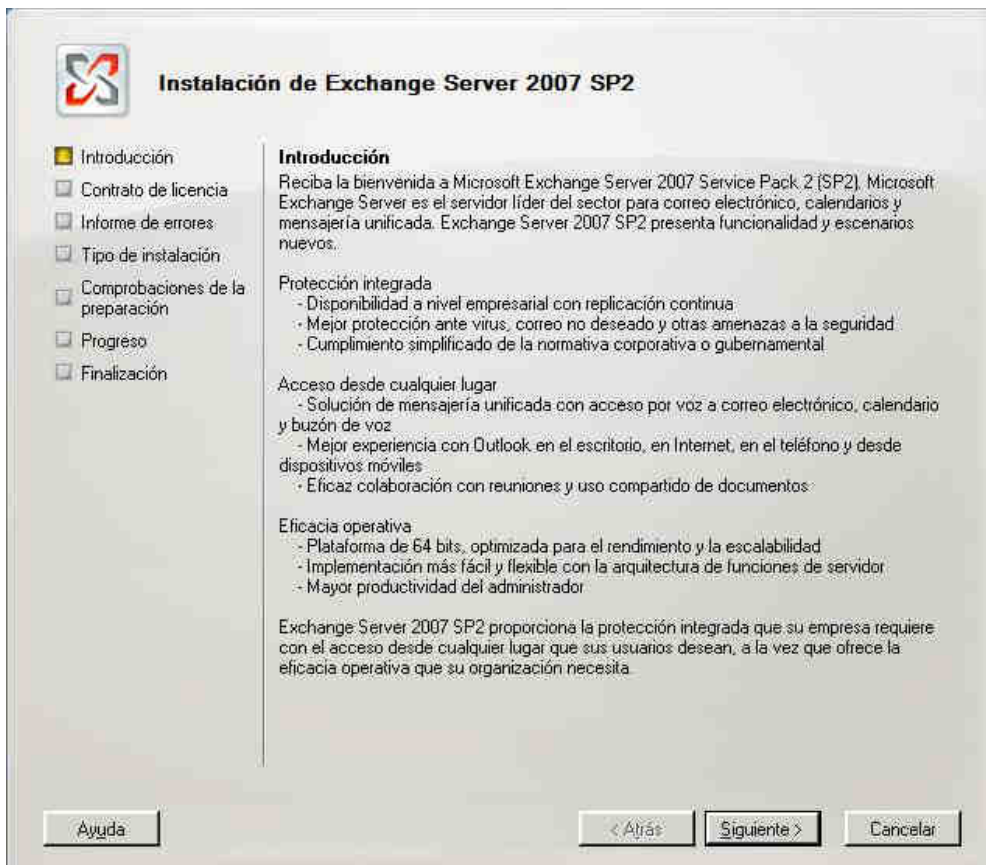 Instalación de Exchange Server 2007 SP2
Introducción
Contrato de licencia
Informe de errores
Tipo de instalación
Comprobaciones de la
preparación
Progreso
Finalización
Introducción
Reciba la bienvenida a Microsoft Exchange Server 2007 Service Pack 2 (SP2). Microsoft
Exchange Server es el servidor líder del sector para correo electrónico, calendarios y
mensajería unificada. Exchange Server 2007 SP2 presenta funcionalidad y escenarios
nuevos.
Protección integrada
- Disponibilidad a nivel empresarial con replicación continua
- Mejor protección ante virus, correo no deseado y otras amenazas a la seguridad
- Cumplimiento simplificado de la normativa corporativa o gubernamental
Acceso desde cualquier lugar
- Solución de mensajería unificada con acceso por voz a correo electrónico, calendario
y buzón de voz
- Mejor experiencia con Outlook en el escritorio, en Internet, en el teléfono y desde
dispositivos móviles
- Eficaz colaboración con reuniones y uso compartido de documentos
Eficacia operativa
- Plataforma de 64 bits, optimizada para el rendimiento y la escalabilidad
- Implementación más fácil y flexible con la arquitectura de funciones de servidor
- Mayor productividad del administrador
Exchange Server 2007 SP2 proporciona la protección integrada que su empresa requiere
con el acceso desde cualquier lugar que sus usuarios desean, a la vez que ofrece la
eficacia operativa que su organización necesita.
Ayuda
< Atrás
Siguiente >
Cancelar